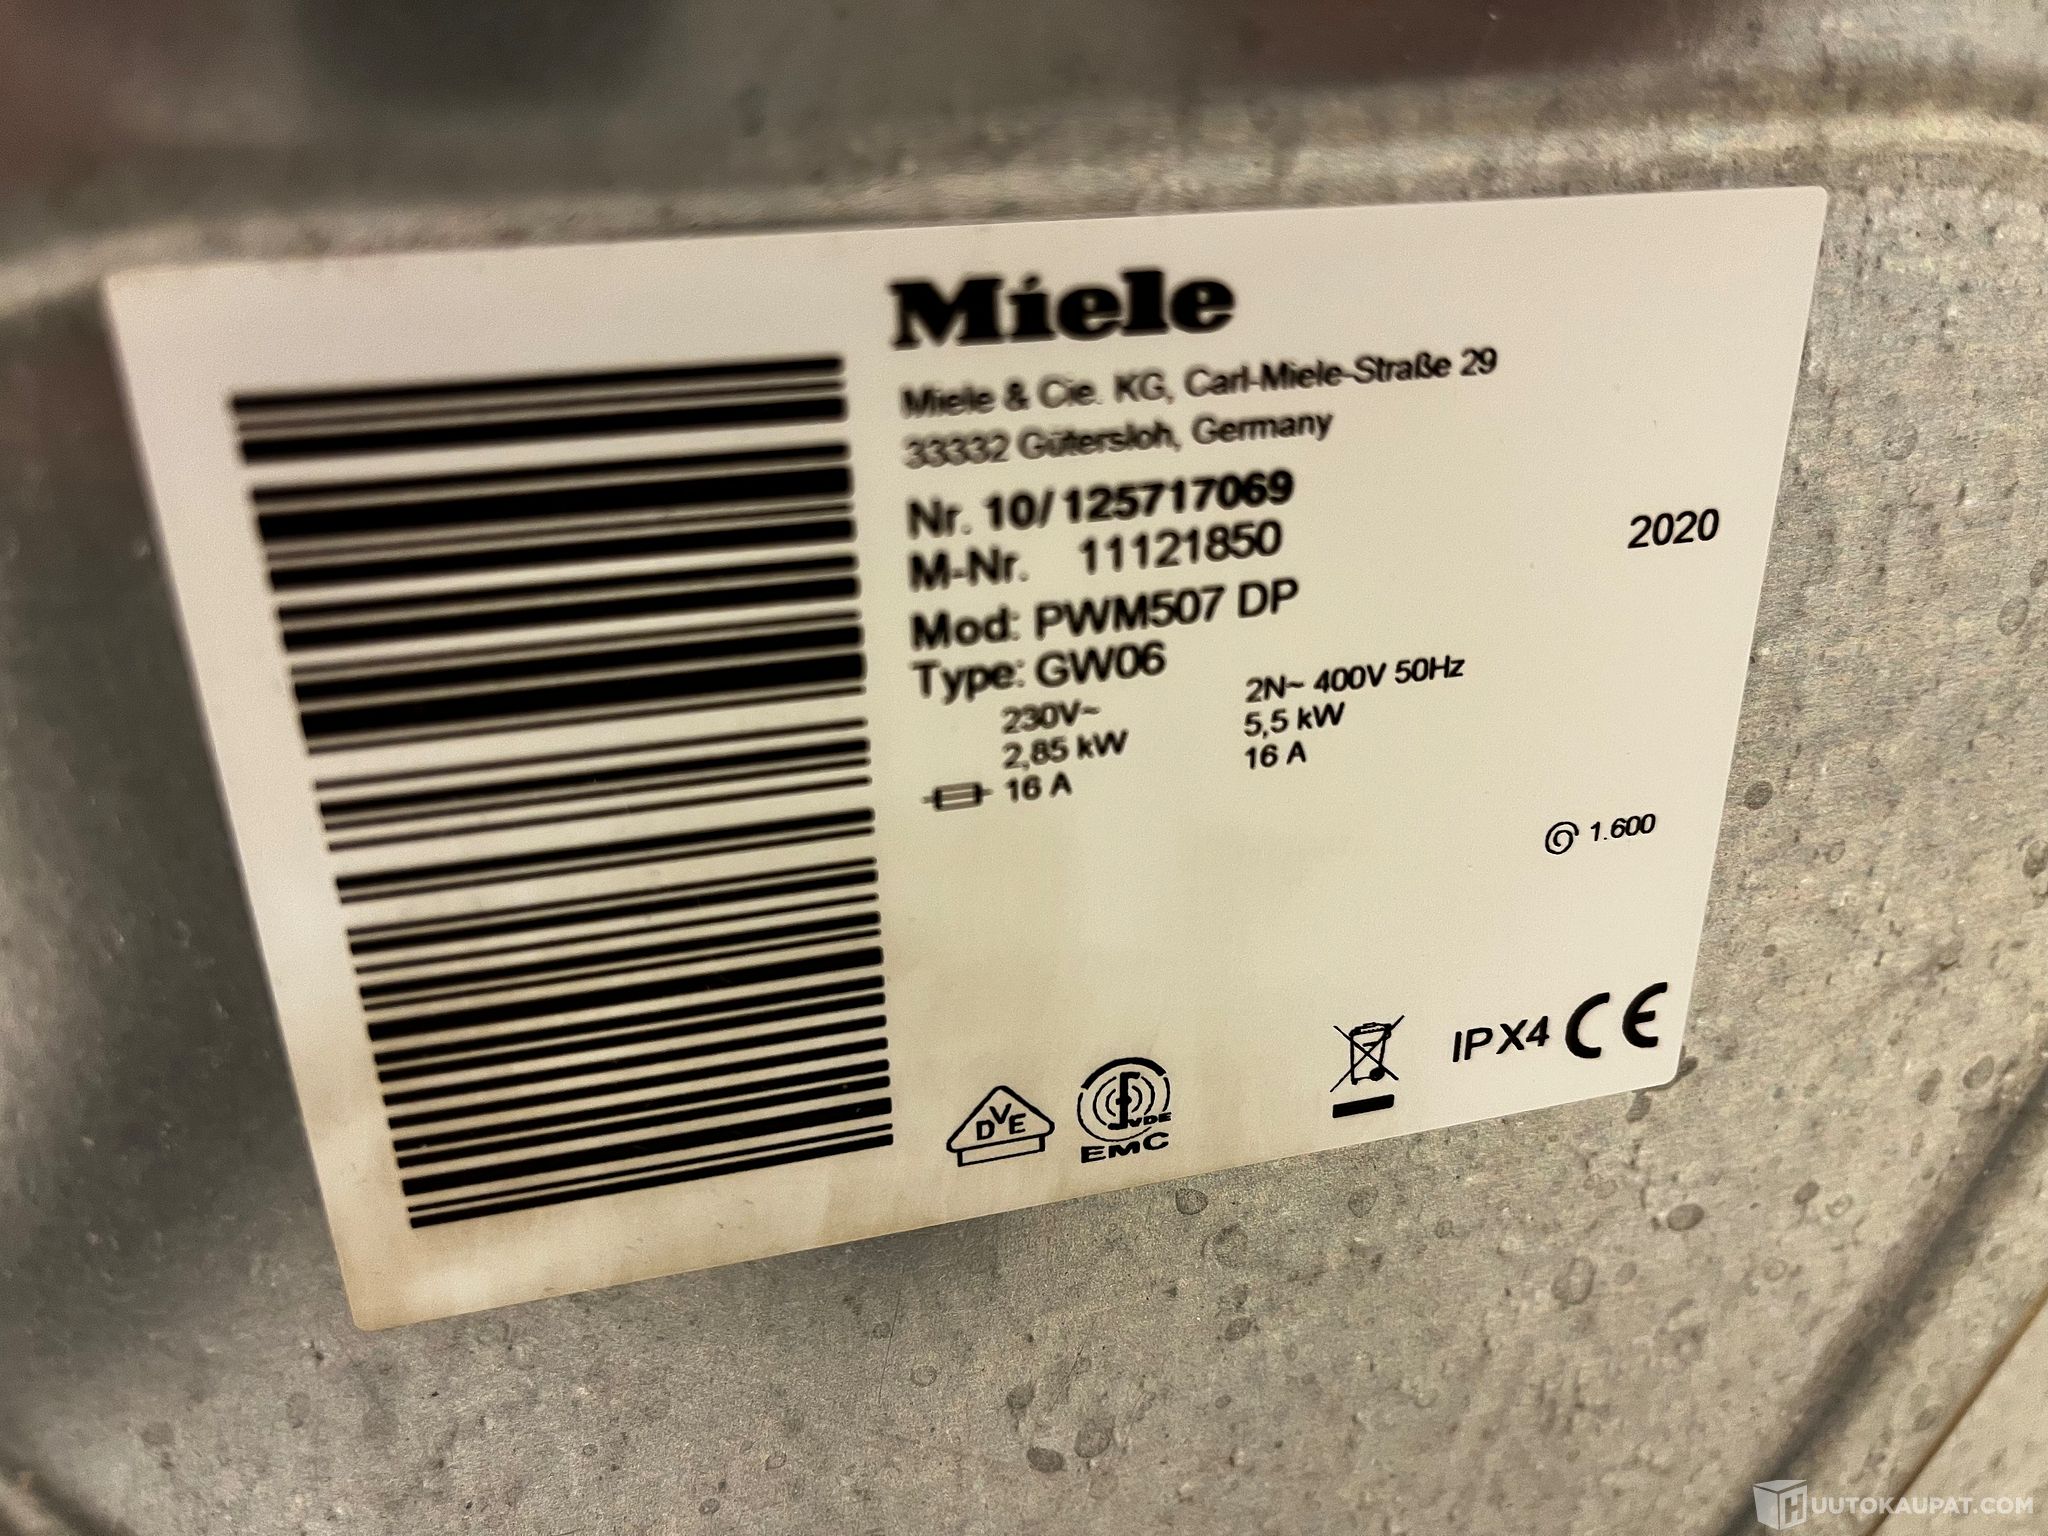 Miele
Miele & Cie. KG, Carl-Miele-Straße 29
33332 Gütersloh, Germany
Nr. 10/125717069
M-Nr. 11121850
2020
Mod: PWM507 DP
Type: GW06
230V~ 2N~ 400V 50Hz
2,85 kW 5,5 kW
16 A 16 A
1.600
IPX4 CE
DVE
VDE
EMC
HUUTOKAUPAT.COM